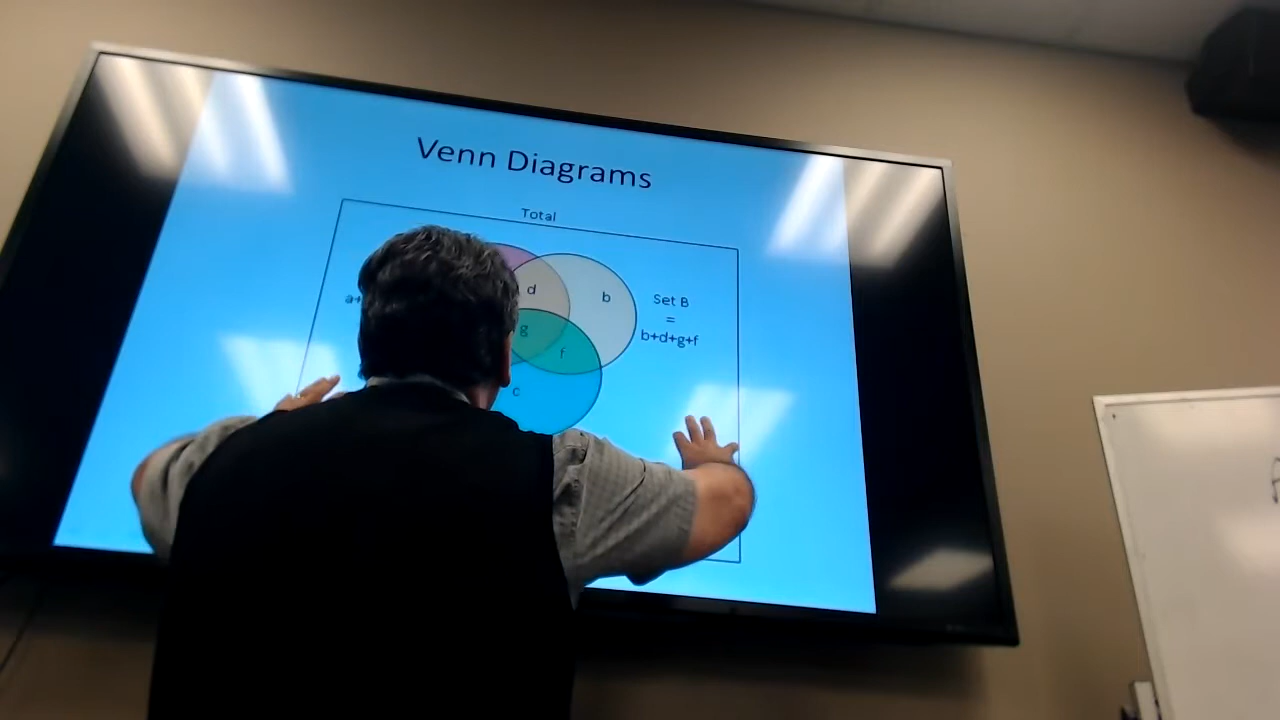 Venn Diagrams
Total
a+
d
b
Set B
=
b+d+g+f
g
f
c